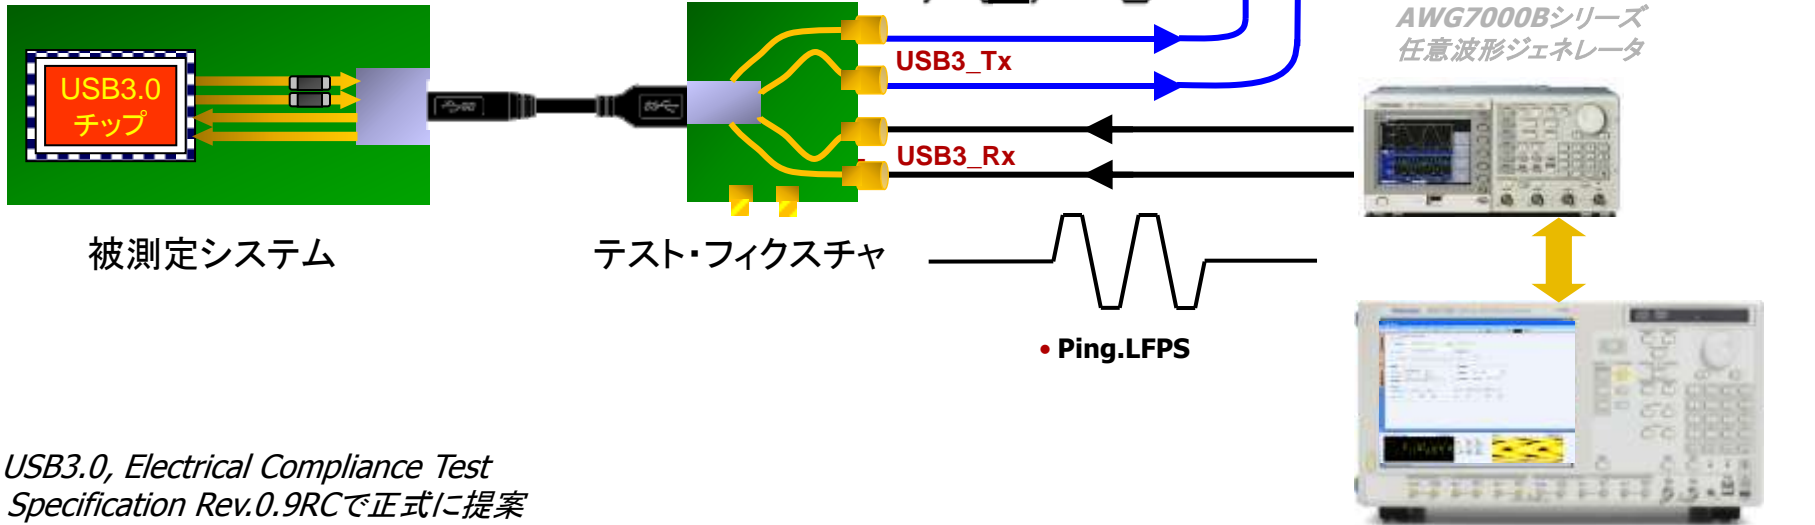 AWG7000Bシリーズ
任意波形ジェネレータ
USB3.0
チップ
USB3_Tx
USB3_Rx
被測定システム
テスト・フィクスチャ
• Ping.LFPS
USB3.0, Electrical Compliance Test
Specification Rev.0.9RCで正式に提案